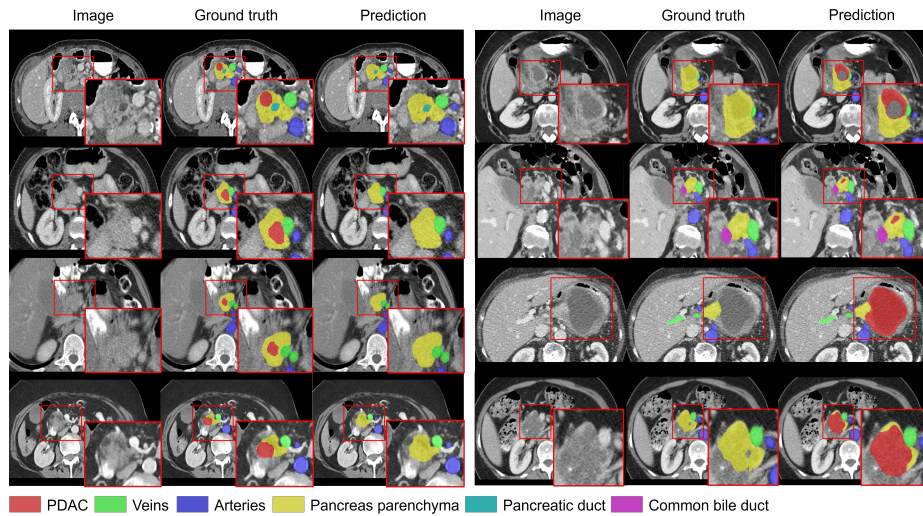 Image Ground truth Prediction Image Ground truth Prediction
PDAC Veins Arteries Pancreas parenchyma Pancreatic duct Common bile duct